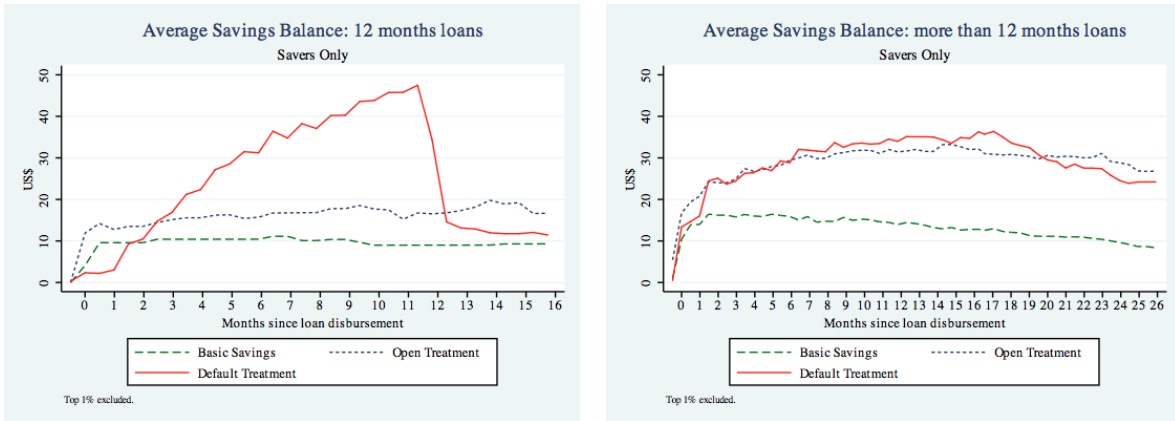 Average Savings Balance: 12 months loans
Savers Only
50
40
30
20
10
0
US$
0 1 2 3 4 5 6 7 8 9 10 11 12 13 14 15 16
Months since loan disbursement
Basic Savings
Open Treatment
Default Treatment
Top 1% excluded.
Average Savings Balance: more than 12 months loans
Savers Only
50
40
30
20
10
0
US$
0 1 2 3 4 5 6 7 8 9 10 11 12 13 14 15 16 17 18 19 20 21 22 23 24 25 26
Months since loan disbursement
Basic Savings
Open Treatment
Default Treatment
Top 1% excluded.